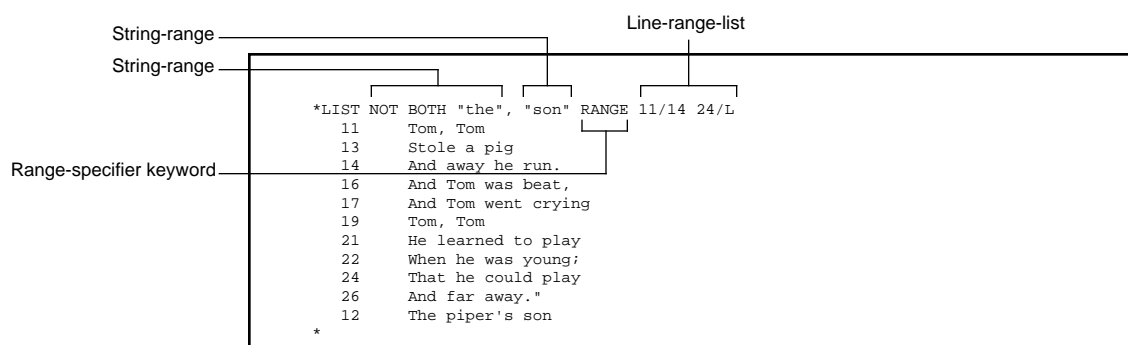 Line-range-list
String-range
String-range
*LIST NOT BOTH "the", "son" RANGE 11/14 24/L
11 Tom, Tom
13 Stole a pig
Range-specifier keyword
14 And away he run.
16 And Tom was beat,
17 And Tom went crying
19 Tom, Tom
21 He learned to play
22 When he was young;
24 That he could play
26 And far away."
12 The piper's son
*